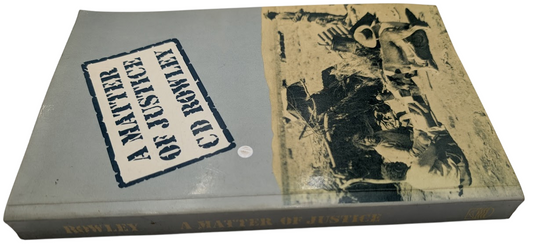 A MATTER
OF JUSTICE
CD ROWLEY
ROWLEY · A MATTER OF JUSTICE